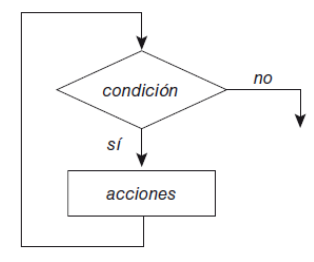 condición
no
sí
acciones